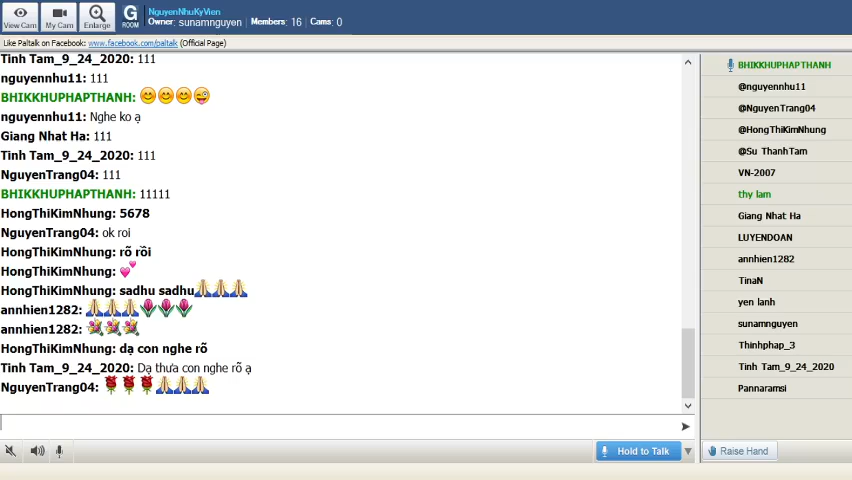 View Cam
My Cam
Enlarge
G
ROOM
NguyenNhuKyVien
Owner: sunamnguyen Members: 16 Cams: 0
Like Paltalk on Facebook: www.facebook.com/paltalk (Official Page)
Tinh Tam_9_24_2020: 111
nguyennhu11: 111
BHIKKHUPHAPTHANH: 😊😊😊😜
nguyennhu11: Nghe ko ạ
Giang Nhat Ha: 111
Tinh Tam_9_24_2020: 111
NguyenTrang04: 111
BHIKKHUPHAPTHANH: 11111
HongThiKimNhung: 5678
NguyenTrang04: ok roi
HongThiKimNhung: rõ rồi
HongThiKimNhung: 💕
HongThiKimNhung: sadhu sadhu🙏🙏🙏
annhien1282: 🙏🙏🙏🌷🌷🌷
annhien1282: 💐💐💐
HongThiKimNhung: dạ con nghe rõ
Tinh Tam_9_24_2020: Dạ thưa con nghe rõ ạ
NguyenTrang04: 🌹🌹🌹🙏🙏🙏
Hold to Talk
BHIKKHUPHAPTHANH
@nguyennhu11
@NguyenTrang04
@HongThiKimNhung
@Su ThanhTam
VN-2007
thy lam
Giang Nhat Ha
LUYENDOAN
annhien1282
TinaN
yen lanh
sunamnguyen
Thinhphap_3
Tinh Tam_9_24_2020
Pannaramsi
Raise Hand